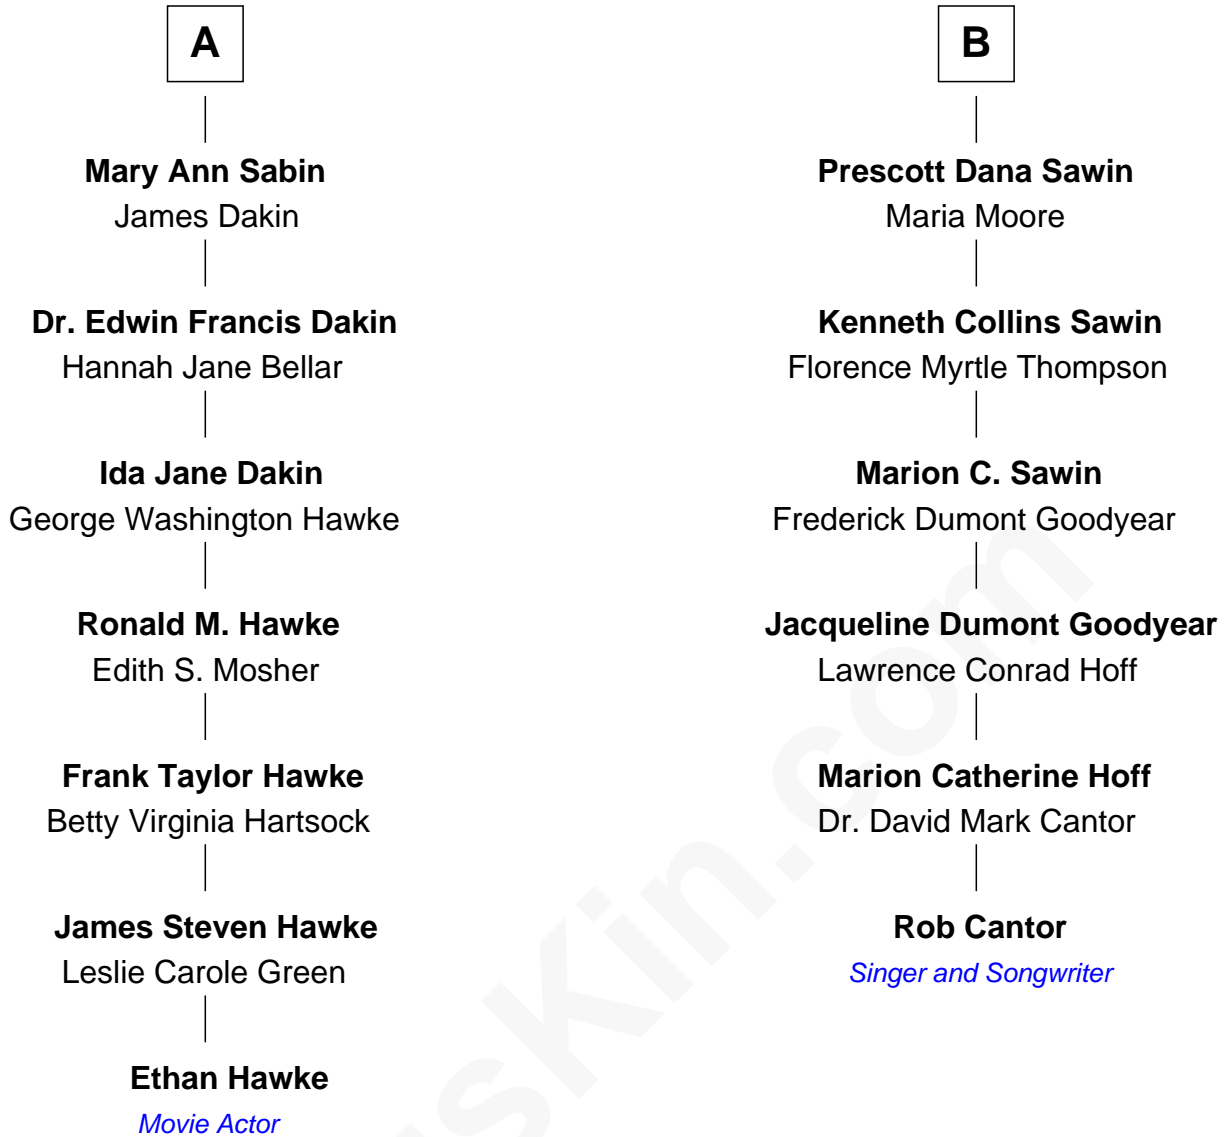 A
Mary Ann Sabin
James Dakin
Dr. Edwin Francis Dakin
Hannah Jane Bellar
Ida Jane Dakin
George Washington Hawke
Ronald M. Hawke
Edith S. Mosher
Frank Taylor Hawke
Betty Virginia Hartsock
James Steven Hawke
Leslie Carole Green
Ethan Hawke
Movie Actor
B
Prescott Dana Sawin
Maria Moore
Kenneth Collins Sawin
Florence Myrtle Thompson
Marion C. Sawin
Frederick Dumont Goodyear
Jacqueline Dumont Goodyear
Lawrence Conrad Hoff
Marion Catherine Hoff
Dr. David Mark Cantor
Rob Cantor
Singer and Songwriter
sKin.com